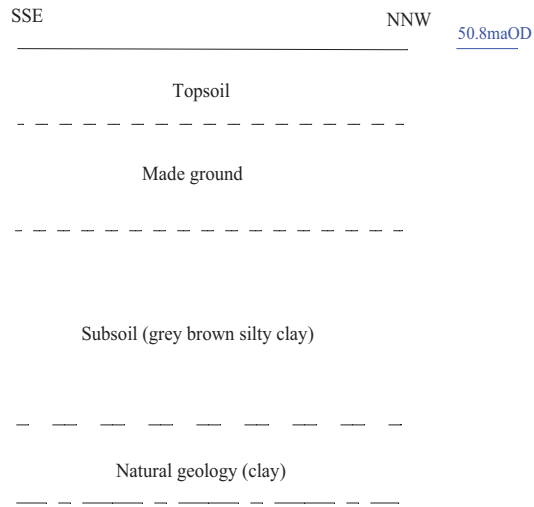 SSE
NNW
50.8maOD
Topsoil
Made ground
Subsoil (grey brown silty clay)
Natural geology (clay)